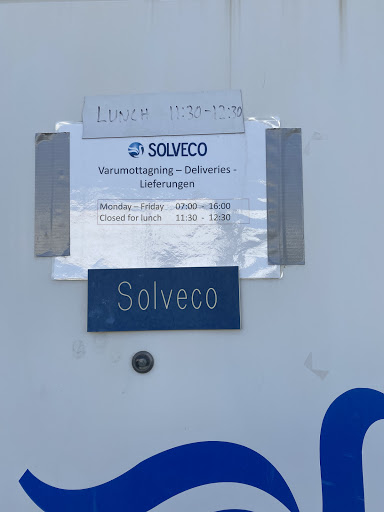 LUNCH 11:30-12:30
SOLVECO
Varumottagning – Deliveries -
Lieferungen
Monday – Friday 07:00 - 16:00
Closed for lunch 11:30 - 12:30
Solveco